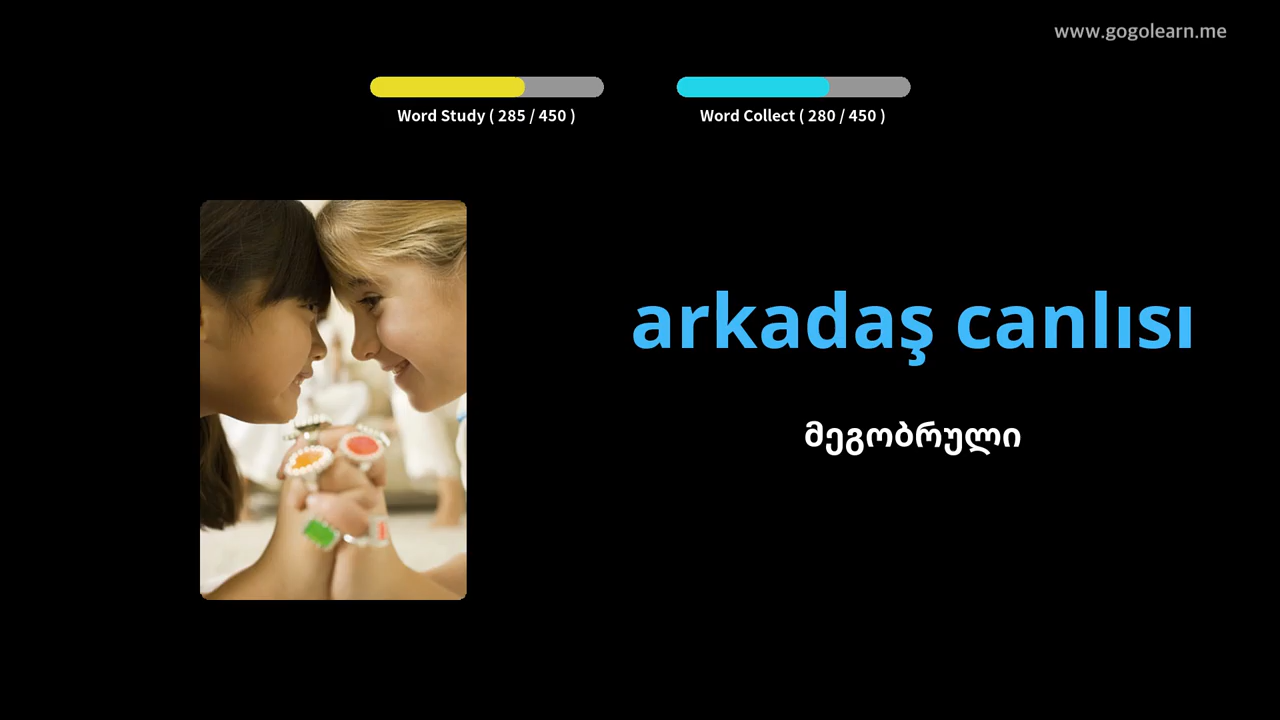 www.gogolearn.me
Word Study ( 285 / 450 )
Word Collect ( 280 / 450 )
arkadaş canlısı
მეგობრული